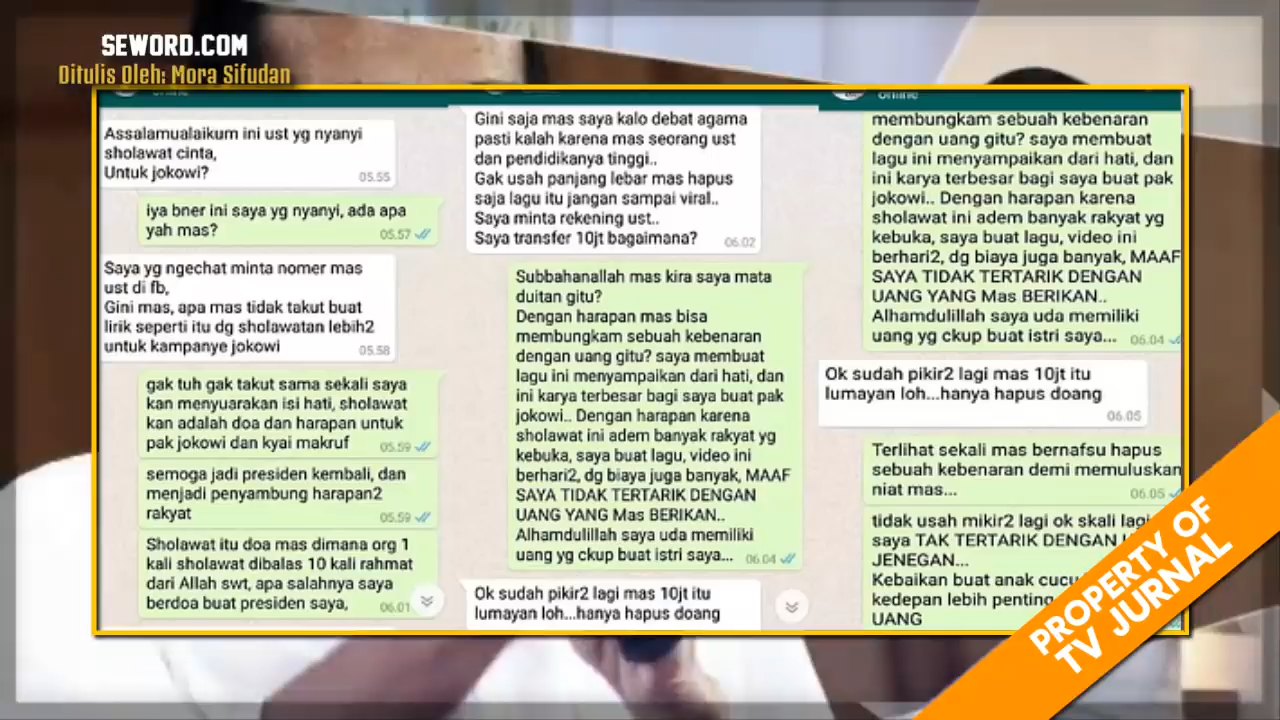 SEWORD.COM
Ditulis Oleh: Mora Sifudan
Assalamualaikum ini ust yg nyanyi
sholawat cinta,
Untuk jokowi?
05.55
iya bner ini saya yg nyanyi, ada apa
yah mas?
05.57
Saya yg ngechat minta nomer mas
ust di fb,
Gini mas, apa mas tidak takut buat
lirik seperti itu dg sholawatan lebih2
untuk kampanye jokowi
05.58
gak tuh gak takut sama sekali saya
kan menyuarakan isi hati, sholawat
kan adalah doa dan harapan untuk
pak jokowi dan kyai makruf
05.59
semoga jadi presiden kembali, dan
menjadi penyambung harapan2
rakyat
05.59
Sholawat itu doa mas dimana org 1
kali sholawat dibalas 10 kali rahmat
dari Allah swt, apa salahnya saya
berdoa buat presiden saya,
06.01
Gini saja mas saya kalo debat agama
pasti kalah karena mas seorang ust
dan pendidikanya tinggi..
Gak usah panjang lebar mas hapus
saja lagu itu jangan sampai viral..
Saya minta rekening ust..
Saya transfer 10jt bagaimana?
06.02
Subbahanallah mas kira saya mata
duitan gitu?
Dengan harapan mas bisa
membungkam sebuah kebenaran
dengan uang gitu? saya membuat
lagu ini menyampaikan dari hati, dan
ini karya terbesar bagi saya buat pak
jokowi.. Dengan harapan karena
sholawat ini adem banyak rakyat yg
kebuka, saya buat lagu, video ini
berhari2, dg biaya juga banyak, MAAF
SAYA TIDAK TERTARIK DENGAN
UANG YANG Mas BERIKAN..
Alhamdulillah saya uda memiliki
uang yg ckup buat istri saya...
06.04
Ok sudah pikir2 lagi mas 10jt itu
lumayan loh...hanya hapus doang
online
membungkam sebuah kebenaran
dengan uang gitu? saya membuat
lagu ini menyampaikan dari hati, dan
ini karya terbesar bagi saya buat pak
jokowi.. Dengan harapan karena
sholawat ini adem banyak rakyat yg
kebuka, saya buat lagu, video ini
berhari2, dg biaya juga banyak, MAAF
SAYA TIDAK TERTARIK DENGAN
UANG YANG Mas BERIKAN..
Alhamdulillah saya uda memiliki
uang yg ckup buat istri saya...
06.04
Ok sudah pikir2 lagi mas 10jt itu
lumayan loh...hanya hapus doang
06.05
Terlihat sekali mas bernafsu hapus
sebuah kebenaran demi memuluskan
niat mas...
06.05
tidak usah mikir2 lagi ok skali lagi
saya TAK TERTARIK DENGAN
JENEGAN...
Kebaikan buat anak cucu
kedepan lebih penting
UANG
PROPERTY OF
TV JURNAL